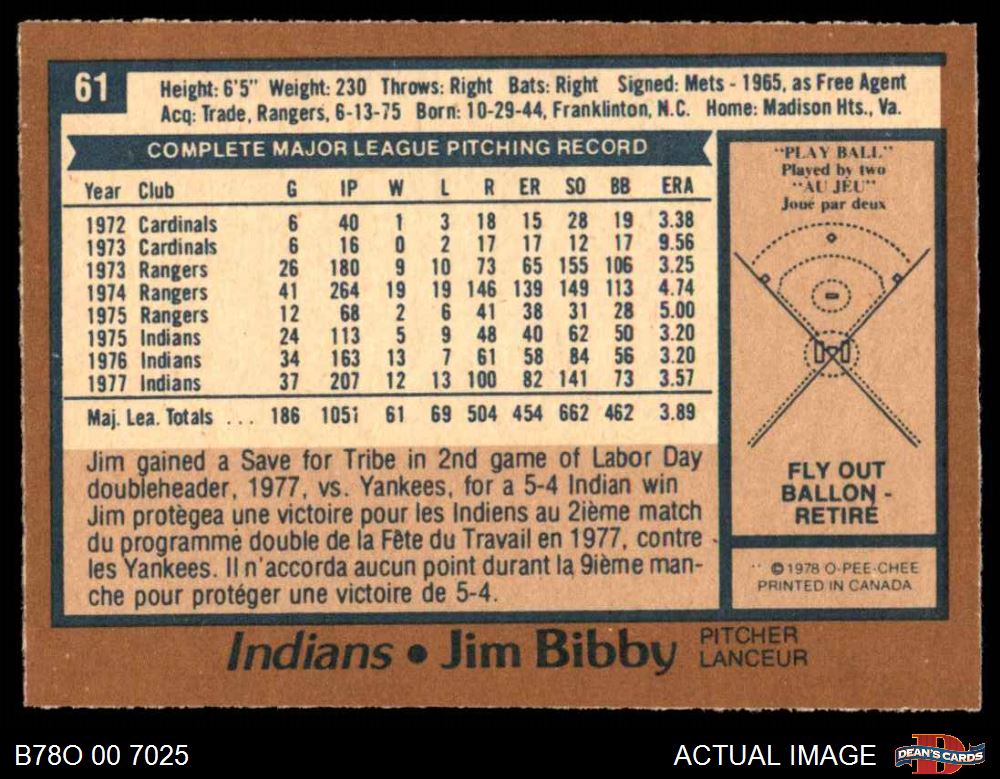 61
Height: 6'5" Weight: 230 Throws: Right Bats: Right Signed: Mets - 1965, as Free Agent
Acq: Trade, Rangers, 6-13-75 Born: 10-29-44, Franklinton, N.C. Home: Madison Hts., Va.
COMPLETE MAJOR LEAGUE PITCHING RECORD
Year Club G IP W L R ER SO BB ERA
1972 Cardinals 6 40 1 3 18 15 28 19 3.38
1973 Cardinals 6 16 0 2 17 17 12 17 9.56
1973 Rangers 26 180 9 10 73 65 155 106 3.25
1974 Rangers 41 264 19 19 146 139 149 113 4.74
1975 Rangers 12 68 2 6 41 38 31 28 5.00
1975 Indians 24 113 5 9 48 40 62 50 3.20
1976 Indians 34 163 13 7 61 58 84 56 3.20
1977 Indians 37 207 12 13 100 82 141 73 3.57
Maj. Lea. Totals ... 186 1051 61 69 504 454 662 462 3.89
Jim gained a Save for Tribe in 2nd game of Labor Day
doubleheader, 1977, vs. Yankees, for a 5-4 Indian win
Jim protègea une victoire pour les Indiens au 2ième match
du programme double de la Fête du Travail en 1977, contre
les Yankees. Il n'accorda aucun point durant la 9ième man-
che pour protéger une victoire de 5-4.
"PLAY BALL"
Played by two
"AU JÉU"
Joué par deux
FLY OUT
BALLON -
RETIRÉ
© 1978 O-PEE-CHEE
PRINTED IN CANADA
Indians • Jim Bibby PITCHER
LANCEUR
B78O 00 7025
ACTUAL IMAGE
DEAN'S CARDS